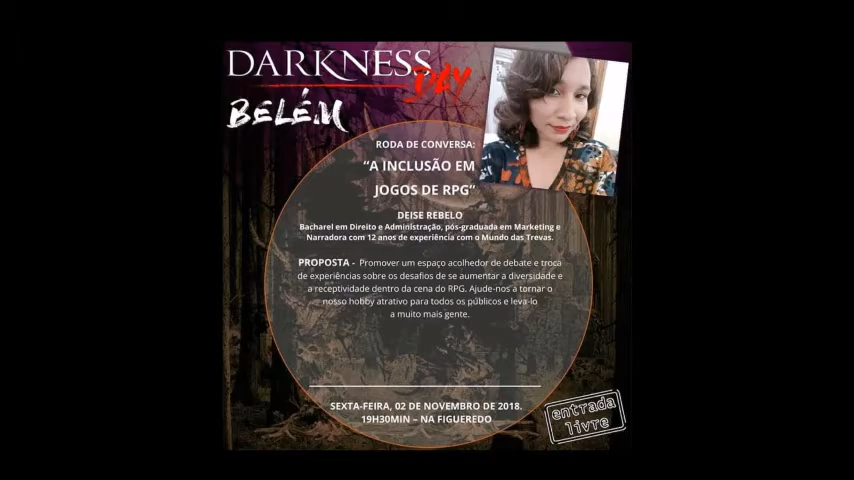 DARKNESS
DAY
BELÉM
RODA DE CONVERSA:
“A INCLUSÃO EM
JOGOS DE RPG”
DEISE REBELO
Bacharel em Direito e Administração, pós-graduada em Marketing e
Narradora com 12 anos de experiência com o Mundo das Trevas.
PROPOSTA - Promover um espaço acolhedor de debate e troca
de experiências sobre os desafios de se aumentar a diversidade e
a receptividade dentro da cena do RPG. Ajude-nos a tornar o
nosso hobby atrativo para todos os públicos e leva-lo
a muito mais gente.
SEXTA-FEIRA, 02 DE NOVEMBRO DE 2018.
19H30MIN – NA FIGUEREDO
entrada
livre